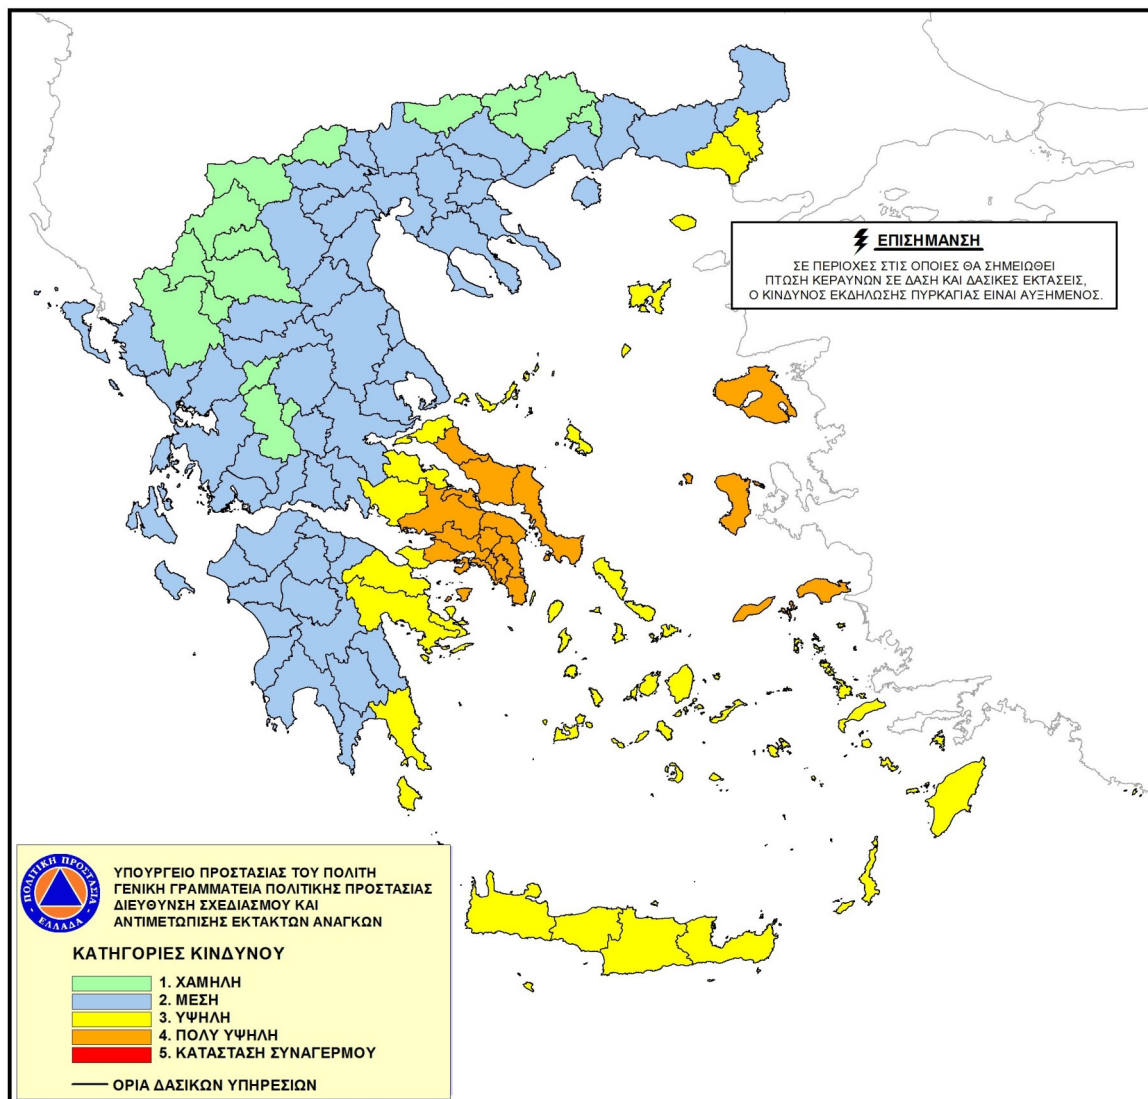 ΕΠΙΣΗΜΑΝΣΗ
ΣΕ ΠΕΡΙΟΧΕΣ ΣΤΙΣ ΟΠΟΙΕΣ ΘΑ ΣΗΜΕΙΩΘΕΙ
ΠΤΩΣΗ ΚΕΡΑΥΝΩΝ ΣΕ ΔΑΣΗ ΚΑΙ ΔΑΣΙΚΕΣ ΕΚΤΑΣΕΙΣ,
Ο ΚΙΝΔΥΝΟΣ ΕΚΔΗΛΩΣΗΣ ΠΥΡΚΑΓΙΑΣ ΕΙΝΑΙ ΑΥΞΗΜΕΝΟΣ.
ΠΟΛΙΤΙΚΗ ΠΡΟΣΤΑΣΙΑ
ΕΛΛΑΔΑ
ΥΠΟΥΡΓΕΙΟ ΠΡΟΣΤΑΣΙΑΣ ΤΟΥ ΠΟΛΙΤΗ
ΓΕΝΙΚΗ ΓΡΑΜΜΑΤΕΙΑ ΠΟΛΙΤΙΚΗΣ ΠΡΟΣΤΑΣΙΑΣ
ΔΙΕΥΘΥΝΣΗ ΣΧΕΔΙΑΣΜΟΥ ΚΑΙ
ΑΝΤΙΜΕΤΩΠΙΣΗΣ ΕΚΤΑΚΤΩΝ ΑΝΑΓΚΩΝ
ΚΑΤΗΓΟΡΙΕΣ ΚΙΝΔΥΝΟΥ
1. ΧΑΜΗΛΗ
2. ΜΕΣΗ
3. ΥΨΗΛΗ
4. ΠΟΛΥ ΥΨΗΛΗ
5. ΚΑΤΑΣΤΑΣΗ ΣΥΝΑΓΕΡΜΟΥ
ΟΡΙΑ ΔΑΣΙΚΩΝ ΥΠΗΡΕΣΙΩΝ